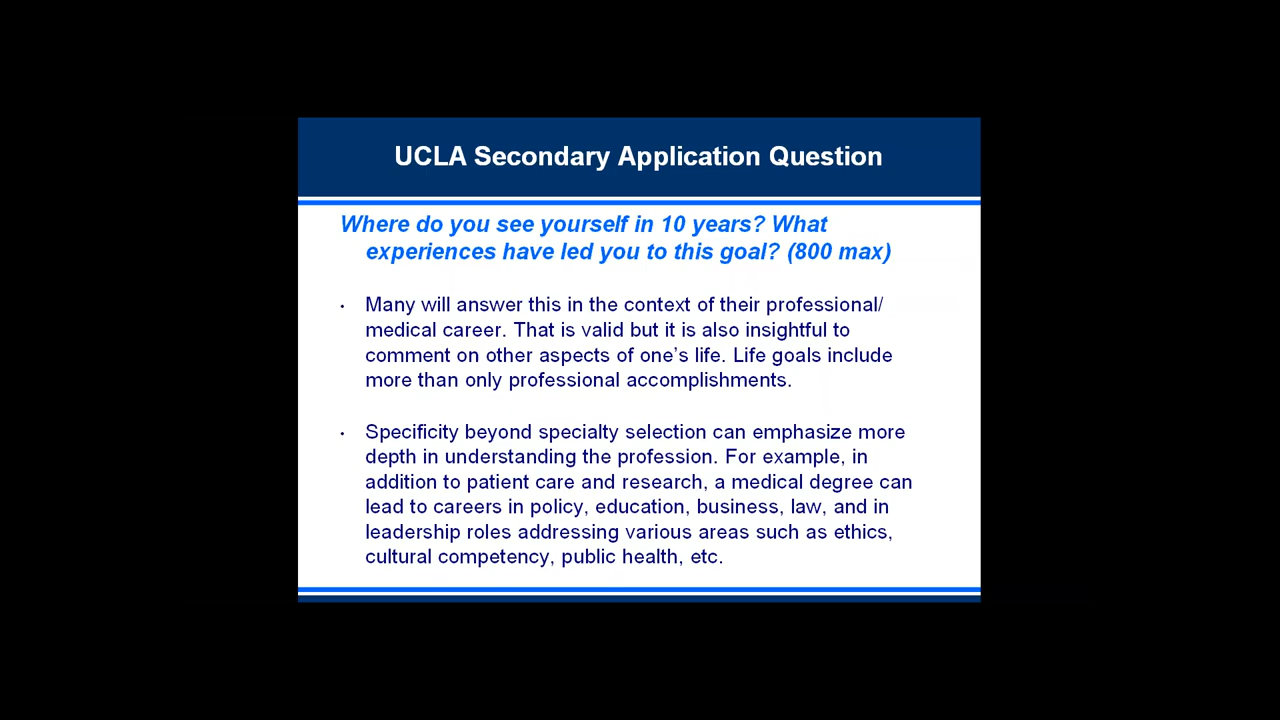 UCLA Secondary Application Question
Where do you see yourself in 10 years? What
experiences have led you to this goal? (800 max)
• Many will answer this in the context of their professional/
medical career. That is valid but it is also insightful to
comment on other aspects of one’s life. Life goals include
more than only professional accomplishments.
• Specificity beyond specialty selection can emphasize more
depth in understanding the profession. For example, in
addition to patient care and research, a medical degree can
lead to careers in policy, education, business, law, and in
leadership roles addressing various areas such as ethics,
cultural competency, public health, etc.